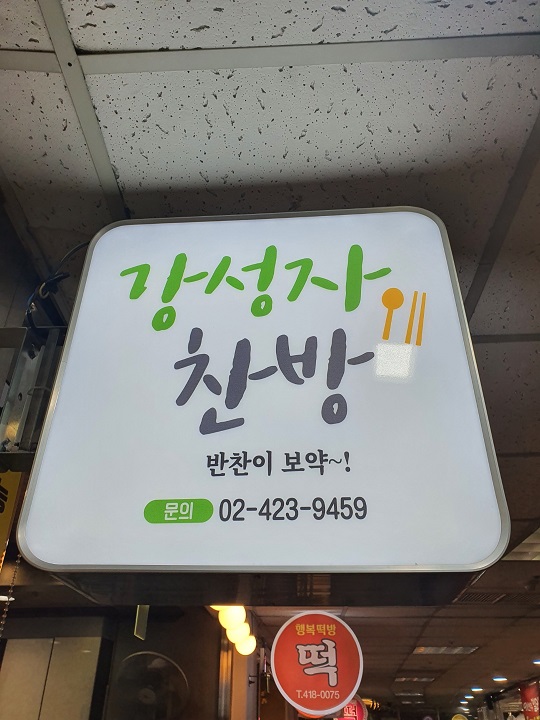 강성자
찬방
반찬이 보약~!
문의 02-423-9459
행복떡방
떡
T.418-0075